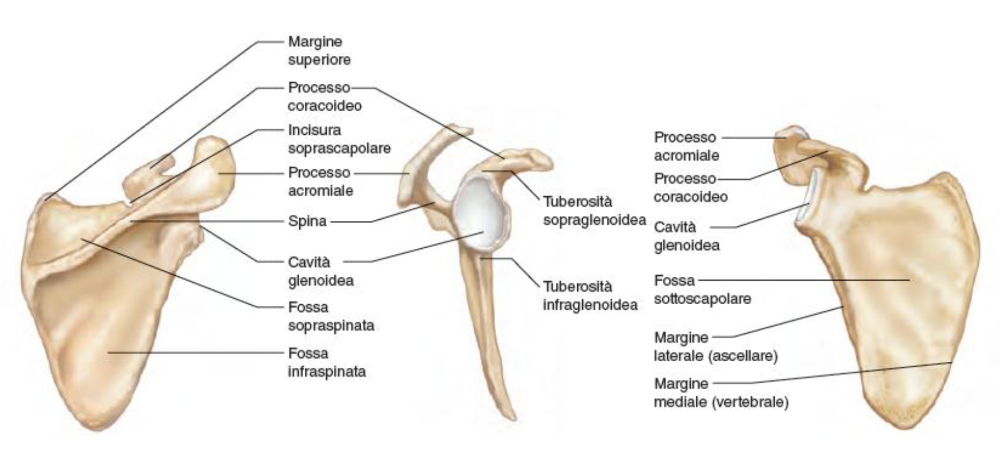 Margine
superiore
Processo
coracoideo
Incisura
soprascapolare
Processo
acromiale
Spina
Cavità
glenoidea
Fossa
sopraspinata
Fossa
infraspinata
Tuberosità
sopraglenoidea
Tuberosità
infraglenoidea
Processo
acromiale
Processo
coracoideo
Cavità
glenoidea
Fossa
sottoscapolare
Margine
laterale (ascellare)
Margine
mediale (vertebrale)